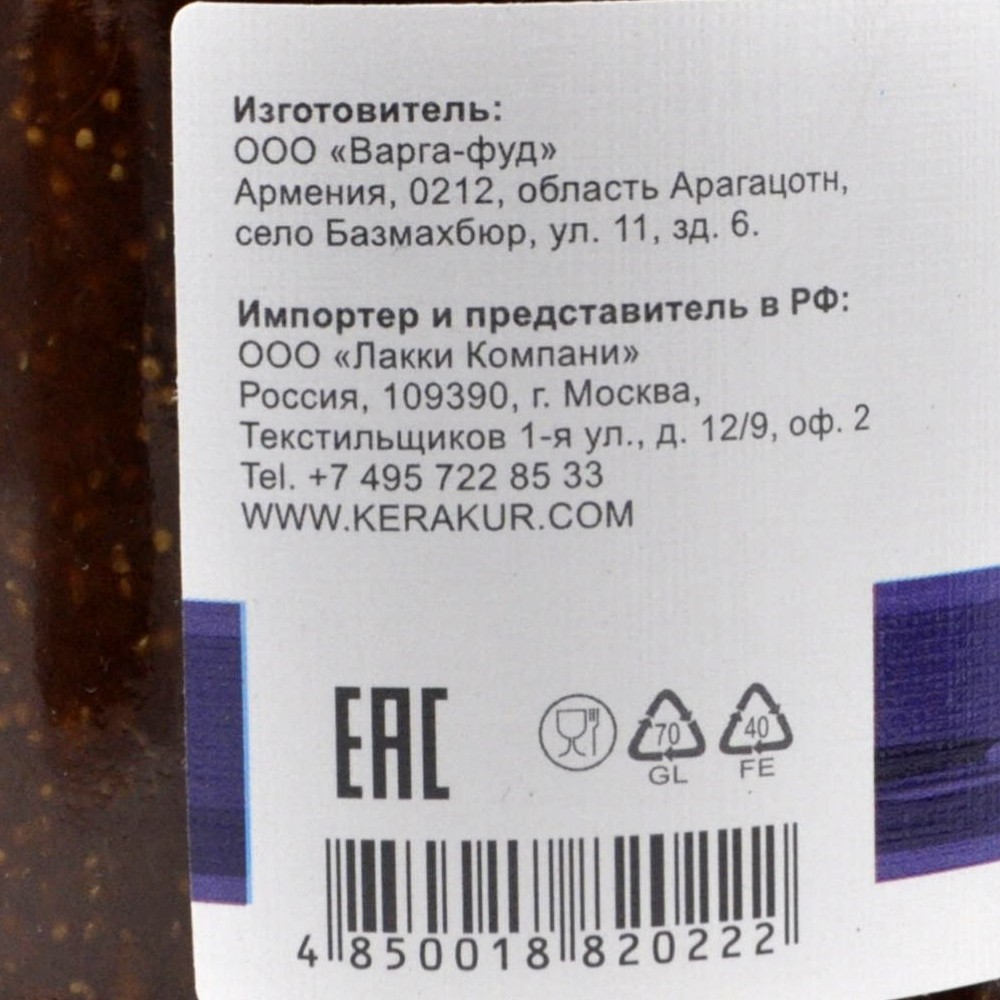 Изготовитель:
ООО «Варга-фуд»
Армения, 0212, область Арагацотн,
село Базмахбюр, ул. 11, зд. 6.
Импортер и представитель в РФ:
ООО «Лакки Компани»
Россия, 109390, г. Москва,
Текстильщиков 1-я ул., д. 12/9, оф. 2
Tel. +7 495 722 85 33
WWW.KERAKUR.COM
EAC
70 40
GL FE
4 850018 820222